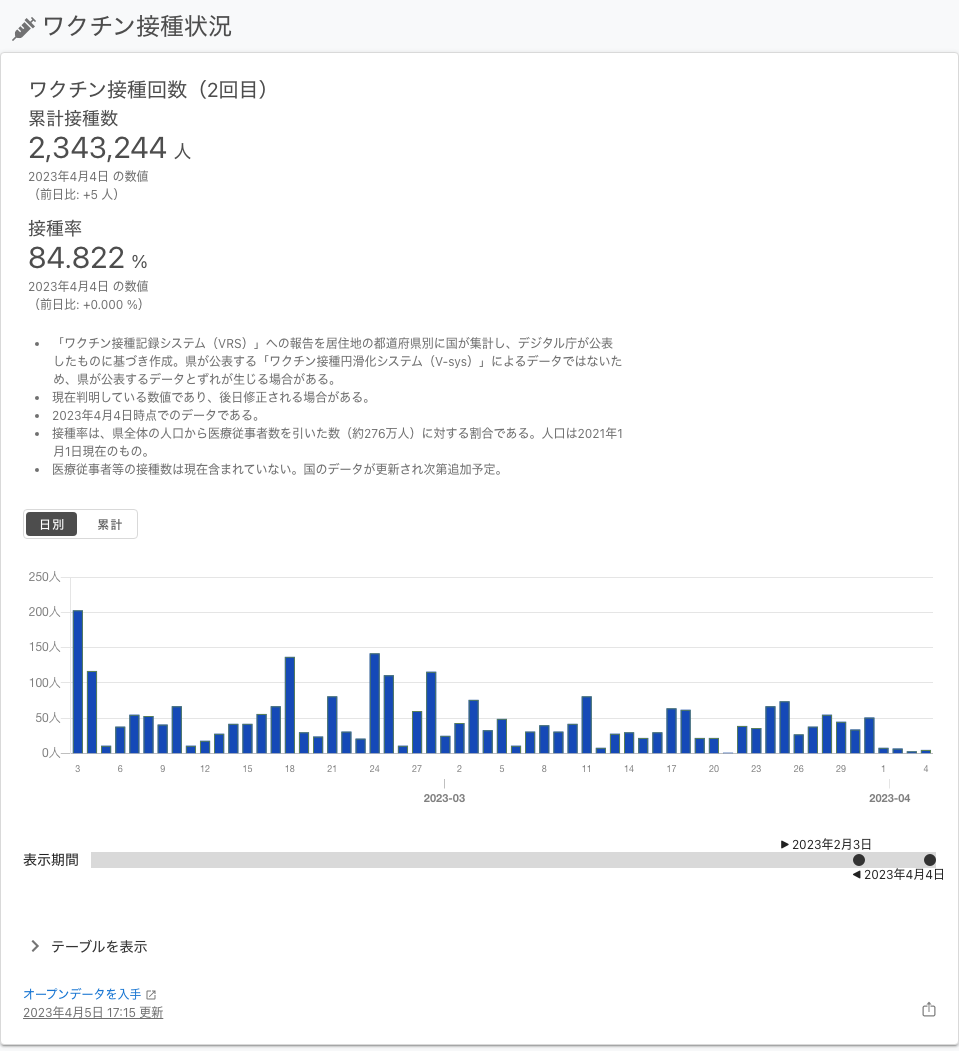 ワクチン接種状況
ワクチン接種回数（2回目）
累計接種数
2,343,244 人
2023年4月4日 の数値
（前日比: +5 人）
接種率
84.822 %
2023年4月4日 の数値
（前日比: +0.000 %）
• 「ワクチン接種記録システム（VRS）」への報告を居住地の都道府県別に国が集計し、デジタル庁が公表
したものに基づき作成。県が公表する「ワクチン接種円滑化システム（V-sys）」によるデータではないた
め、県が公表するデータとずれが生じる場合がある。
• 現在判明している数値であり、後日修正される場合がある。
• 2023年4月4日時点でのデータである。
• 接種率は、県全体の人口から医療従事者数を引いた数（約276万人）に対する割合である。人口は2021年1
月1日現在のもの。
• 医療従事者等の接種数は現在含まれていない。国のデータが更新され次第追加予定。
日別 累計
250人
200人
150人
100人
50人
0人
3 6 9 12 15 18 21 24 27 2 5 8 11 14 17 20 23 26 29 1 4
2023-03 2023-04
▶ 2023年2月3日
表示期間
◀ 2023年4月4日
テーブルを表示
オープンデータを入手
2023年4月5日 17:15 更新